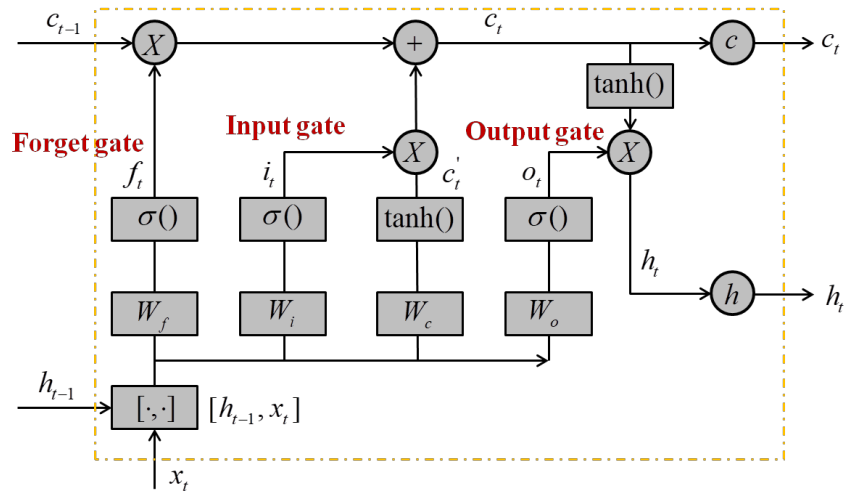 c_{t-1} X + c_t c c_t
tanh()
Forget gate Input gate Output gate
X X
f_t i_t c_t' o_t
σ() σ() tanh() σ()
h_t
W_f W_i W_c W_o h h_t
h_{t-1} [·,·] [h_{t-1}, x_t]
x_t